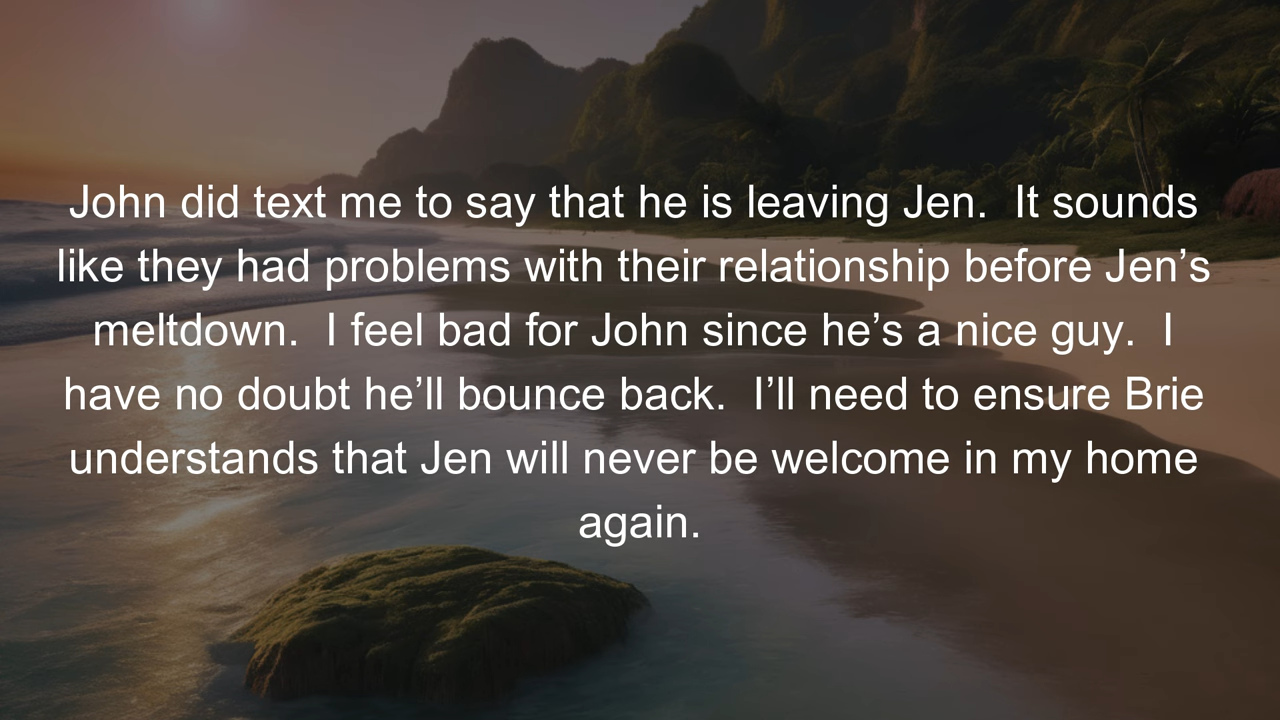 John did text me to say that he is leaving Jen.  It sounds
like they had problems with their relationship before Jen’s
meltdown.  I feel bad for John since he’s a nice guy.  I
have no doubt he’ll bounce back.  I’ll need to ensure Brie
understands that Jen will never be welcome in my home
again.